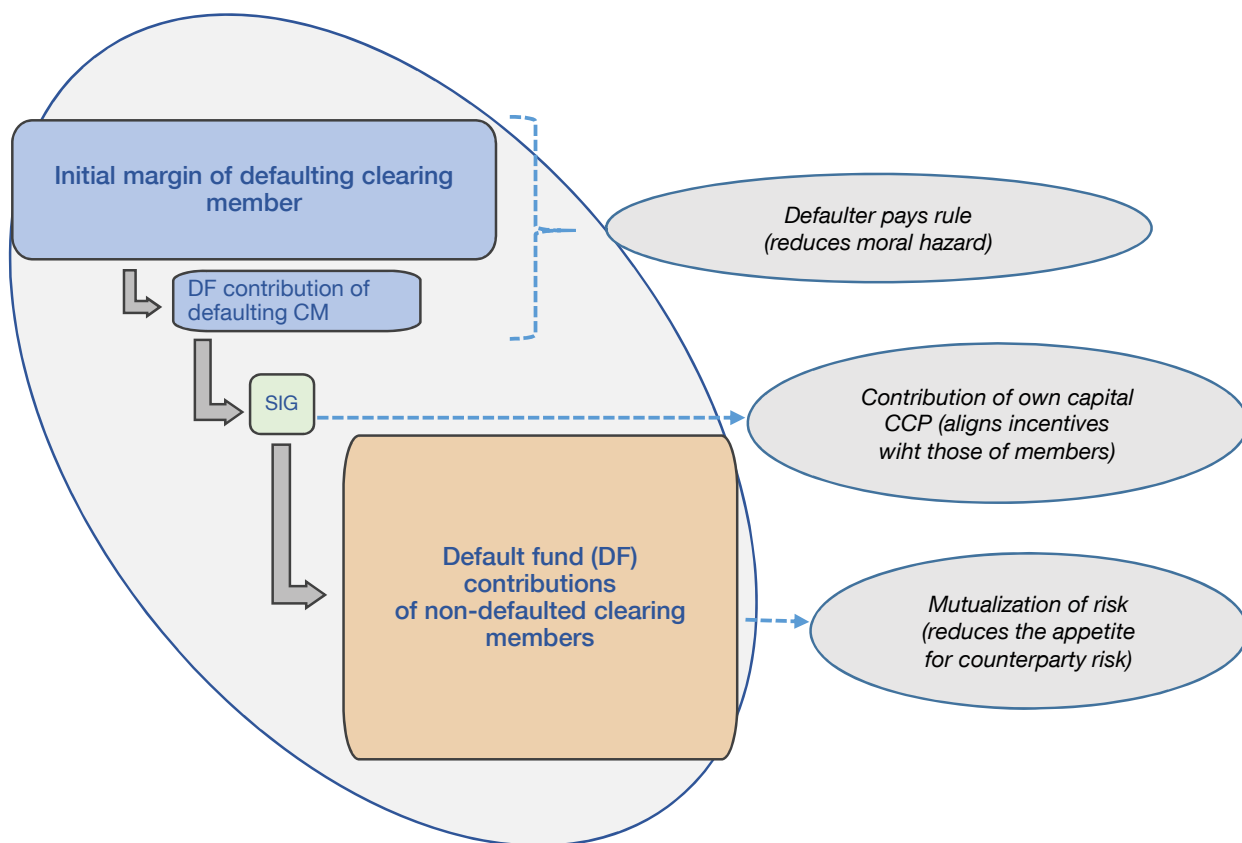 Initial margin of defaulting clearing
member
Defaulter pays rule
(reduces moral hazard)
DF contribution of
defaulting CM
SIG
Contribution of own capital
CCP (aligns incentives
wiht those of members)
Default fund (DF)
contributions
of non-defaulted clearing
members
Mutualization of risk
(reduces the appetite
for counterparty risk)